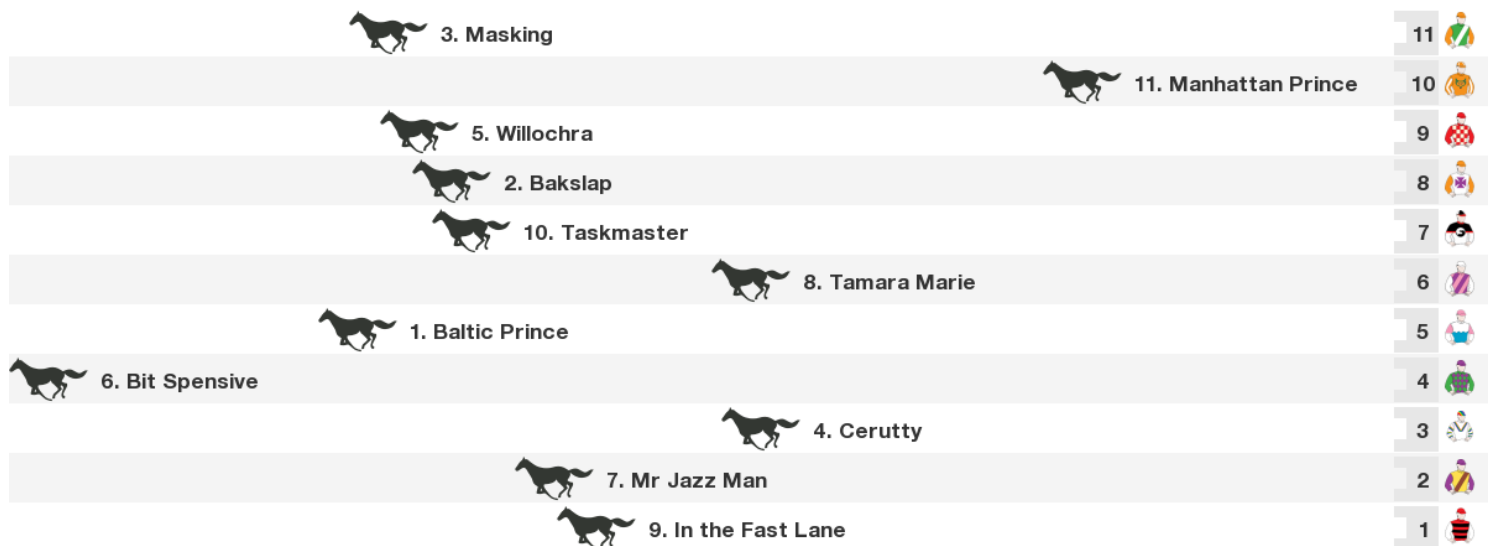 3. Masking 11
11. Manhattan Prince 10
5. Willochra 9
2. Bakslap 8
10. Taskmaster 7
8. Tamara Marie 6
1. Baltic Prince 5
6. Bit Spensive 4
4. Cerutty 3
7. Mr Jazz Man 2
9. In the Fast Lane 1